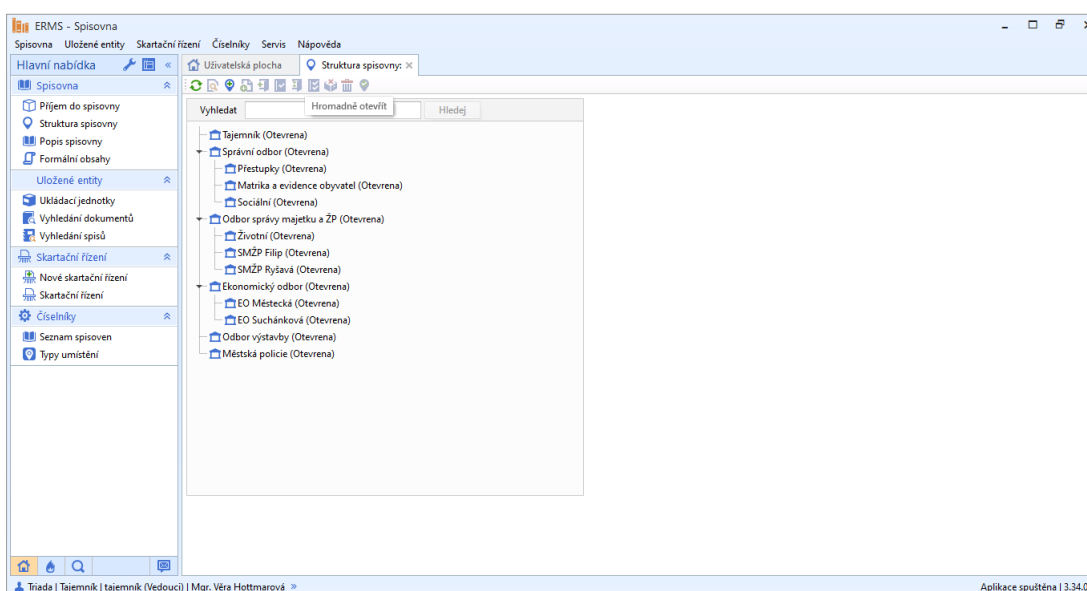 ERMS - Spisovna
Spisovna Uložené entity Skartační řízení Číselníky Servis Nápověda
Hlavní nabídka
Uživatelská plocha
Struktura spisovny:
Spisovna
Příjem do spisovny
Struktura spisovny
Popis spisovny
Formální obsahy
Uložené entity
Ukládací jednotky
Vyhledání dokumentů
Vyhledání spisů
Skartační řízení
Nové skartační řízení
Skartační řízení
Číselníky
Seznam spisoven
Typy umístění
Vyhledat
Hromadně otevřít
Hledej
Tajemník (Otevrena)
Správní odbor (Otevrena)
Přestupky (Otevrena)
Matrika a evidence obyvatel (Otevrena)
Sociální (Otevrena)
Odbor správy majetku a ŽP (Otevrena)
Životní (Otevrena)
SMŽP Filip (Otevrena)
SMŽP Ryšavá (Otevrena)
Ekonomický odbor (Otevrena)
EO Městecká (Otevrena)
EO Suchánková (Otevrena)
Odbor výstavby (Otevrena)
Městská policie (Otevrena)
Triada | Tajemník | tajemník (Vedoucí) | Mgr. Věra Hottmarová »
Aplikace spuštěna | 3.34.0